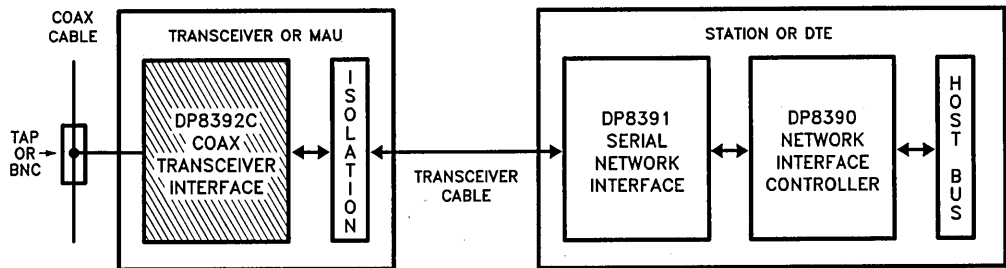 COAX
CABLE
TRANSCEIVER OR MAU
STATION OR DTE
TAP
OR
BNC
DP8392C
COAX
TRANSCEIVER
INTERFACE
ISOLATION
TRANSCEIVER
CABLE
DP8391
SERIAL
NETWORK
INTERFACE
DP8390
NETWORK
INTERFACE
CONTROLLER
HOST BUS